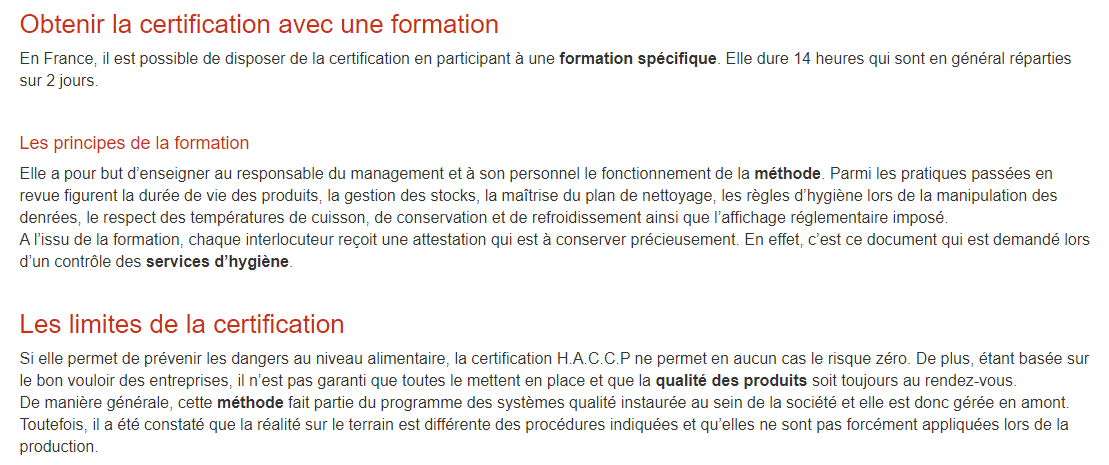 Obtenir la certification avec une formation
En France, il est possible de disposer de la certification en participant à une formation spécifique. Elle dure 14 heures qui sont en général réparties
sur 2 jours.
Les principes de la formation
Elle a pour but d’enseigner au responsable du management et à son personnel le fonctionnement de la méthode. Parmi les pratiques passées en
revue figurent la durée de vie des produits, la gestion des stocks, la maîtrise du plan de nettoyage, les règles d’hygiène lors de la manipulation des
denrées, le respect des températures de cuisson, de conservation et de refroidissement ainsi que l’affichage réglementaire imposé.
A l’issu de la formation, chaque interlocuteur reçoit une attestation qui est à conserver précieusement. En effet, c’est ce document qui est demandé lors
d’un contrôle des services d’hygiène.
Les limites de la certification
Si elle permet de prévenir les dangers au niveau alimentaire, la certification H.A.C.C.P ne permet en aucun cas le risque zéro. De plus, étant basée sur
le bon vouloir des entreprises, il n’est pas garanti que toutes le mettent en place et que la qualité des produits soit toujours au rendez-vous.
De manière générale, cette méthode fait partie du programme des systèmes qualité instaurée au sein de la société et elle est donc gérée en amont.
Toutefois, il a été constaté que la réalité sur le terrain est différente des procédures indiquées et qu’elles ne sont pas forcément appliquées lors de la
production.